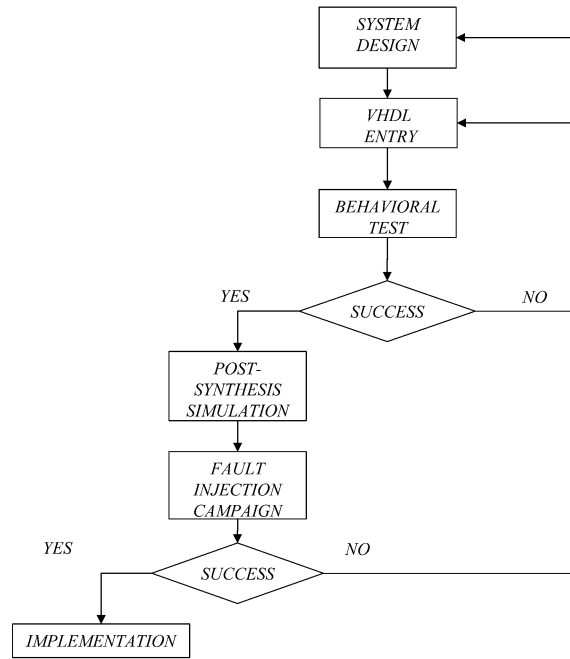 SYSTEM
DESIGN
VHDL
ENTRY
BEHAVIORAL
TEST
YES
SUCCESS
NO
POST-
SYNTHESIS
SIMULATION
FAULT
INJECTION
CAMPAIGN
YES
NO
SUCCESS
IMPLEMENTATION